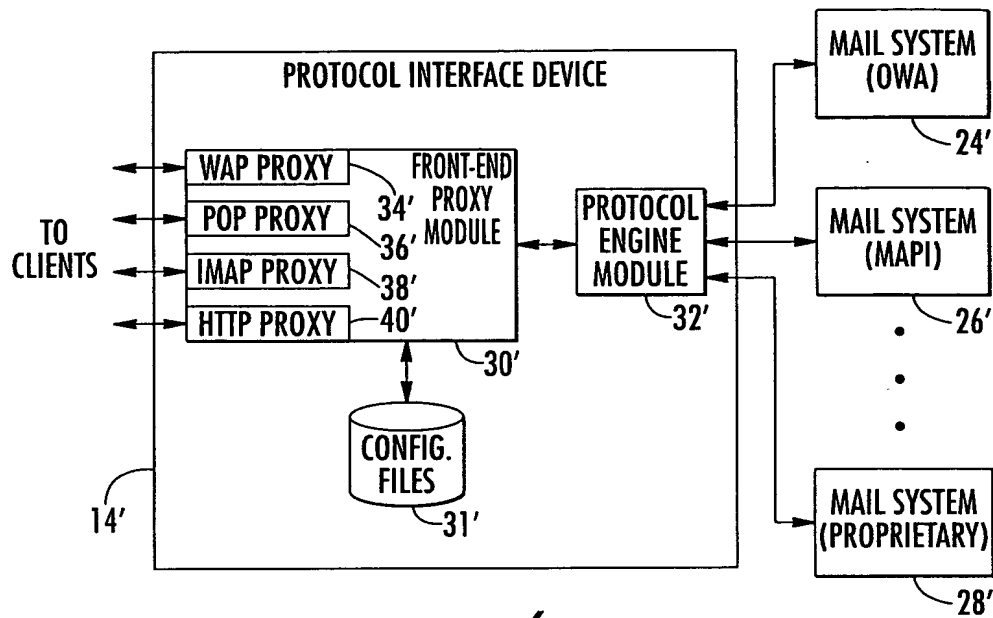 PROTOCOL INTERFACE DEVICE
TO
CLIENTS
WAP PROXY
34'
POP PROXY
36'
IMAP PROXY
38'
HTTP PROXY
40'
FRONT-END
PROXY
MODULE
30'
CONFIG.
FILES
31'
14'
PROTOCOL
ENGINE
MODULE
32'
MAIL SYSTEM
(OWA)
24'
MAIL SYSTEM
(MAPI)
26'
MAIL SYSTEM
(PROPRIETARY)
28'